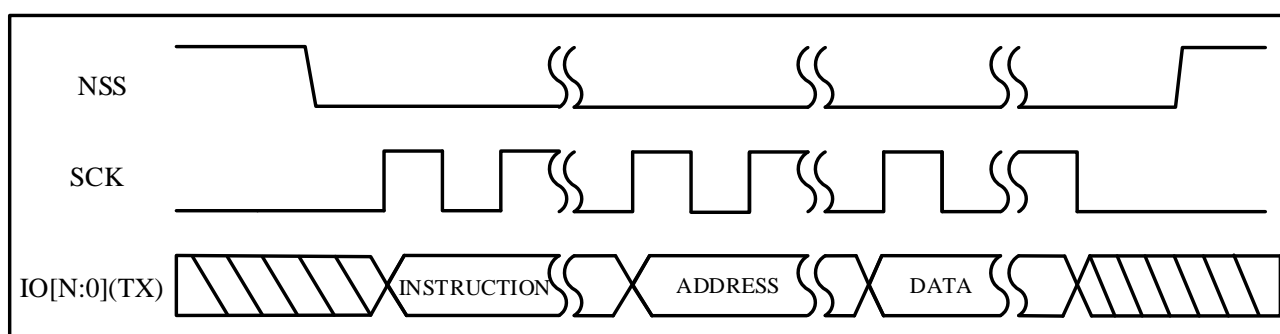 NSS
SCK
IO[N:0](TX) INSTRUCTION ADDRESS DATA